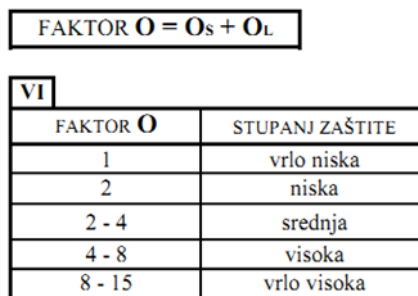 FAKTOR O = Os + OL
VI
FAKTOR O STUPANJ ZAŠTITE
1 vrlo niska
2 niska
2 - 4 srednja
4 - 8 visoka
8 - 15 vrlo visoka